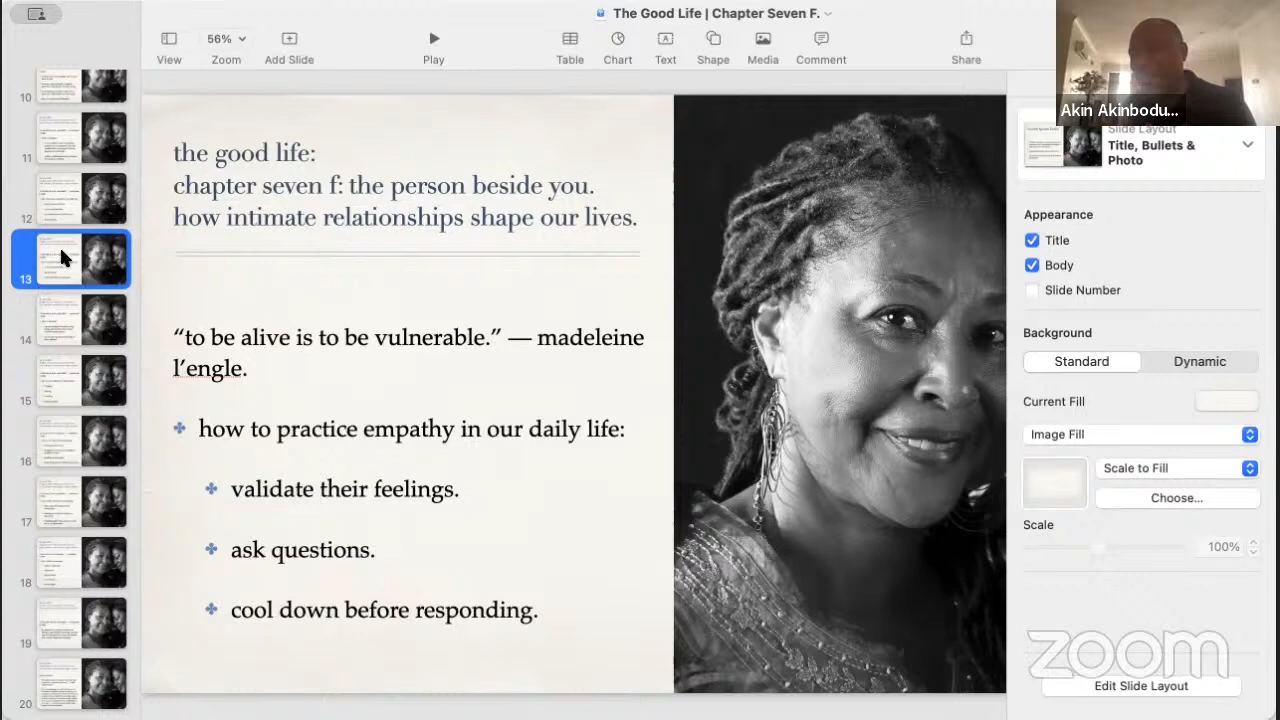 The Good Life | Chapter Seven F.
56%
View
Zoom
Add Slide
Play
Table
Chart
Text
Shape
Media
Comment
Share
Akin Akinbodu...
10
11
12
13
14
15
16
17
18
19
20
the good life:
chapter seven f: the person beside you.
how intimate relationships shape our lives.
“to be alive is to be vulnerable.” — madeleine
l’engle.
how to practice empathy in our daily life:
validate their feelings.
ask questions.
cool down before responding.
Slide Layout
Title, Bullets &
Photo
Appearance
Title
Body
Slide Number
Background
Standard
Dynamic
Current Fill
Image Fill
Scale to Fill
Choose...
Scale
100%
zoom
Edit Slide Layout